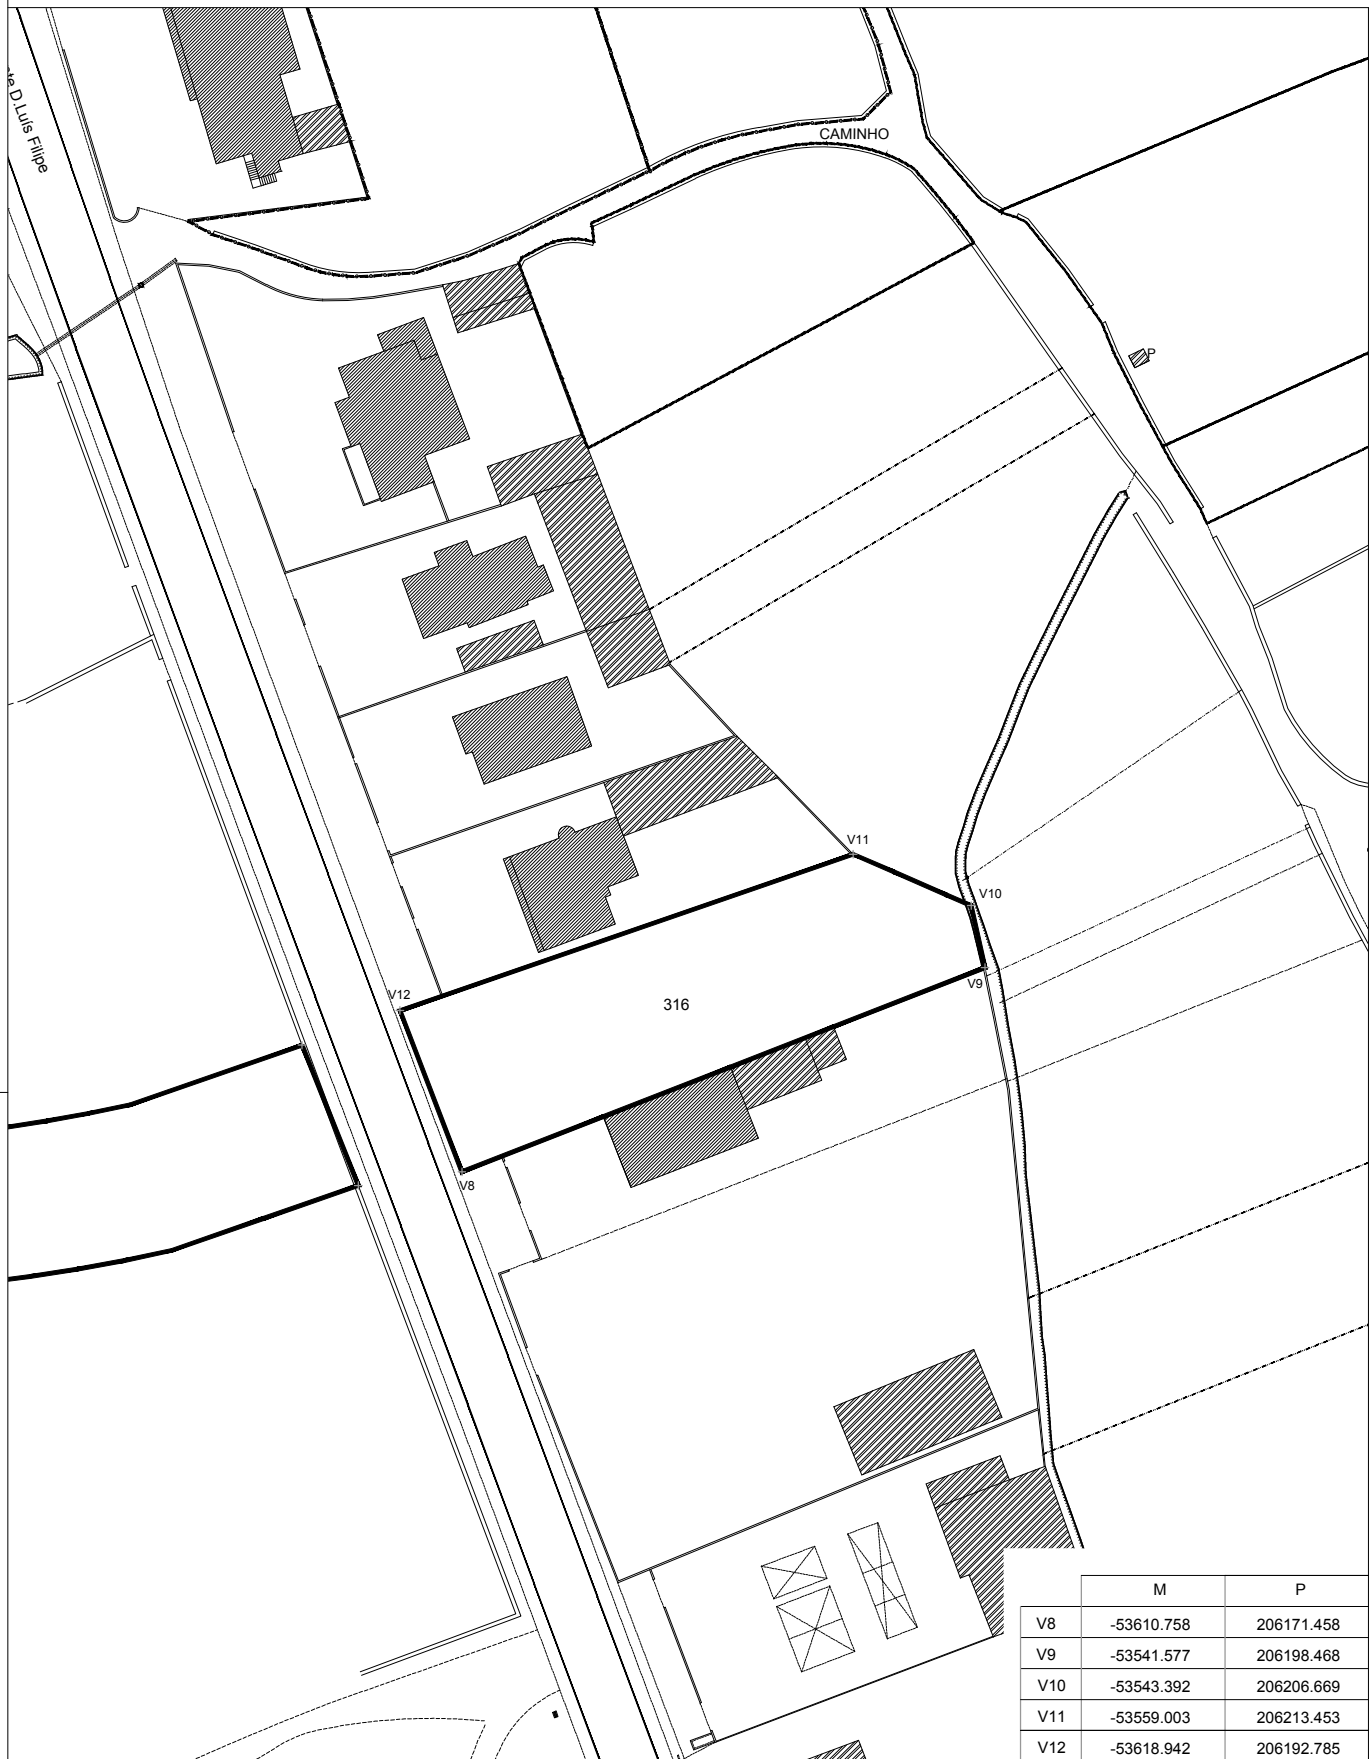 D.Luís Filipe
CAMINHO
P
V11
V10
V9
V12
316
V8
M P
V8 -53610.758 206171.458
V9 -53541.577 206198.468
V10 -53543.392 206206.669
V11 -53559.003 206213.453
V12 -53618.942 206192.785